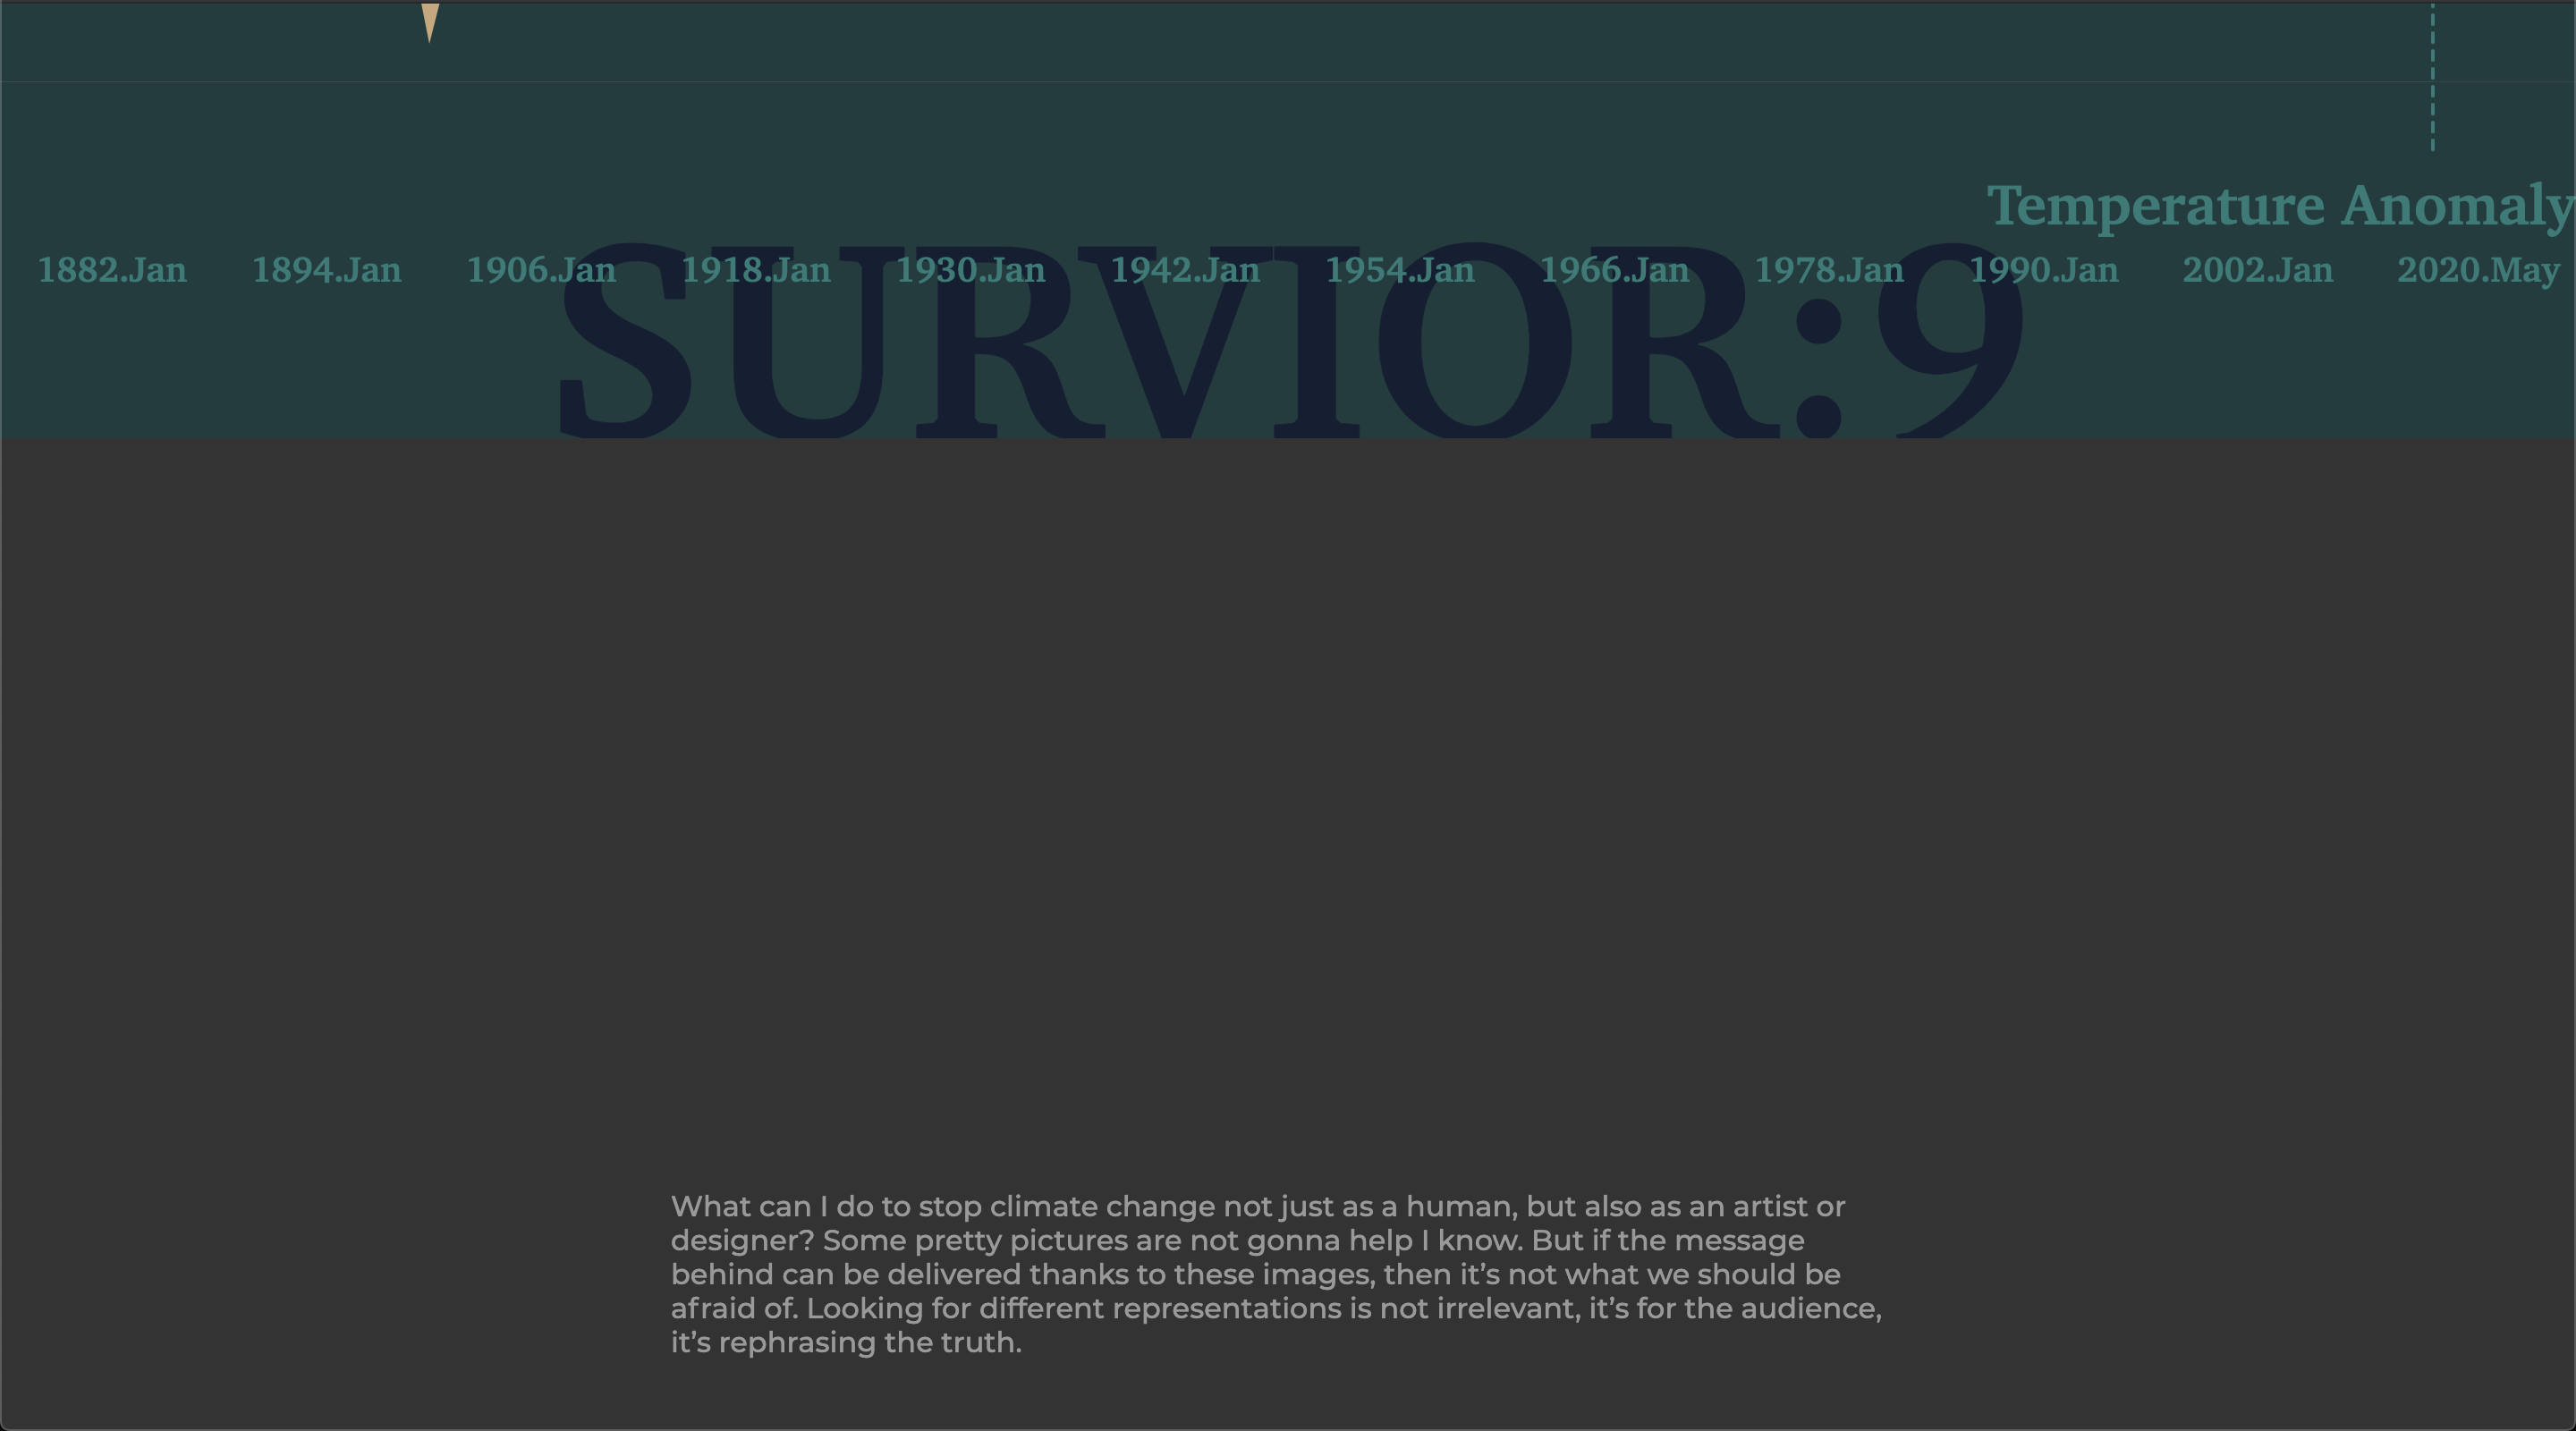 Temperature Anomaly
1882.Jan 1894.Jan 1906.Jan 1918.Jan 1930.Jan 1942.Jan 1954.Jan 1966.Jan 1978.Jan 1990.Jan 2002.Jan 2020.May
SURVIOR:9
What can I do to stop climate change not just as a human, but also as an artist or
designer? Some pretty pictures are not gonna help I know. But if the message
behind can be delivered thanks to these images, then it’s not what we should be
afraid of. Looking for different representations is not irrelevant, it’s for the audience,
it’s rephrasing the truth.